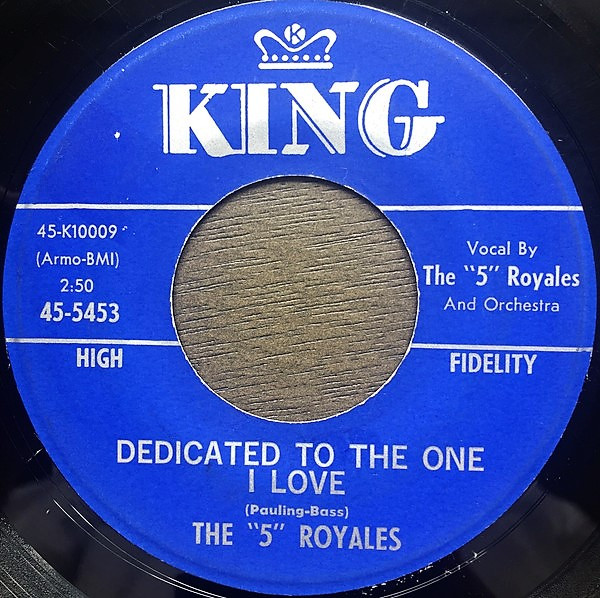 K
KING
45-K10009
(Armo-BMI)
2:50
45-5453
Vocal By
The "5" Royales
And Orchestra
HIGH
FIDELITY
DEDICATED TO THE ONE
I LOVE
(Pauling-Bass)
THE "5" ROYALES